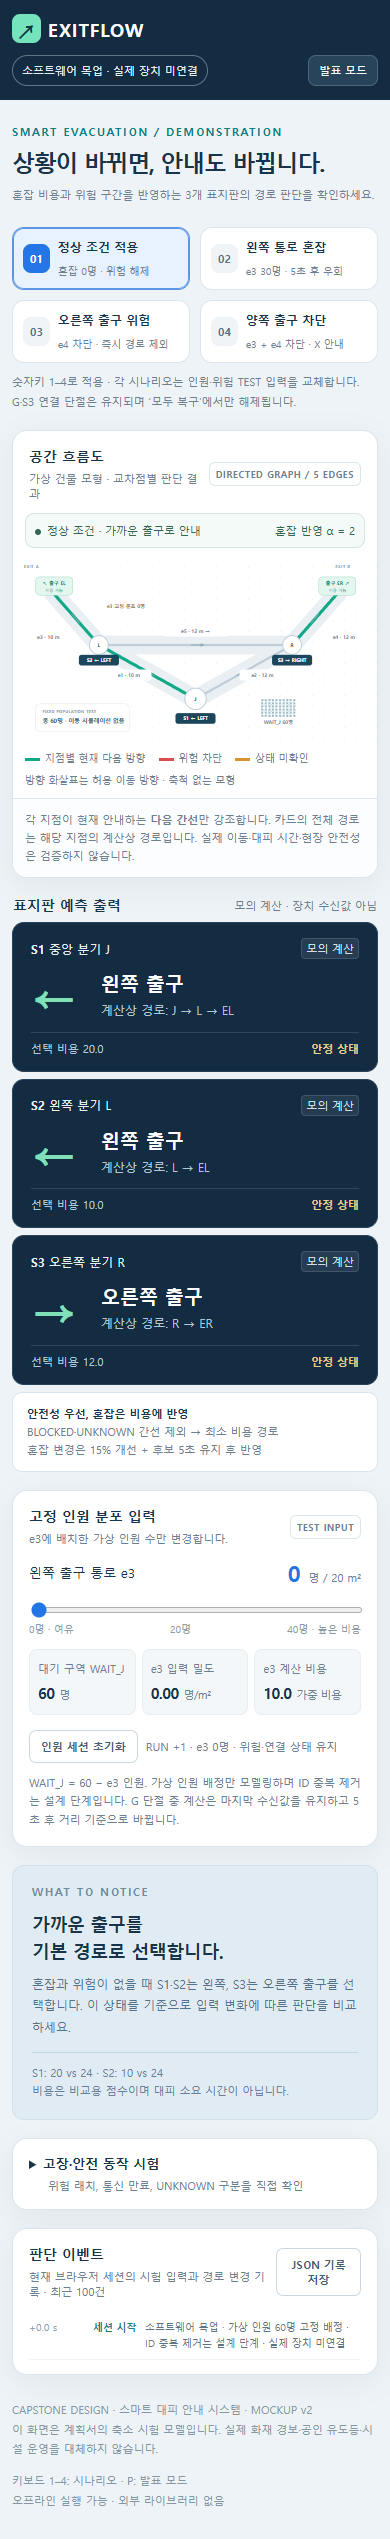 EXITFLOW
소프트웨어 목업 · 실제 장치 미연결
발표 모드
SMART EVACUATION / DEMONSTRATION
상황이 바뀌면, 안내도 바뀝니다.
혼잡 비용과 위험 구간을 반영하는 3개 표지판의 경로 판단을 확인하세요.
01 정상 조건 적용
혼잡 0명 · 위험 해제
02 왼쪽 통로 혼잡
e3 30명 · 5초 후 우회
03 오른쪽 출구 위험
e4 차단 · 즉시 경로 제외
04 양쪽 출구 차단
e3 + e4 차단 · X 안내
숫자키 1–4로 적용 · 각 시나리오는 인원·위험 TEST 입력을 교체합니다.
G·S3 연결 단절은 유지되며 '모두 복구'에서만 해제됩니다.
공간 흐름도
가상 건물 모형 · 교차점별 판단 결
과
DIRECTED GRAPH / 5 EDGES
정상 조건 · 가까운 출구로 안내
혼잡 반영 α = 2
EXIT A
EXIT B
↖ 출구 EL
출구 ER ↗
e3 고정 분포 0명
e3 · 10 m
e5 · 12 m →
e4 · 12 m
L
R
S2 ← LEFT
S3 → RIGHT
e1 · 10 m
e2 · 12 m
J
FIXED POPULATION TEST
총 60명 · 이동 시뮬레이션 없음
S1 ← LEFT
WAIT_J 60명
지점별 현재 다음 방향
위험 차단
상태 미확인
방향 화살표는 허용 이동 방향 · 축척 없는 모형
각 지점이 현재 안내하는 다음 간선만 강조합니다. 카드의 전체 경로
는 해당 지점의 계산상 경로입니다. 실제 이동·대피 시간·현장 안전성
은 검증하지 않습니다.
표지판 예측 출력
모의 계산 · 장치 수신값 아님
S1 중앙 분기 J
모의 계산
← 왼쪽 출구
계산상 경로: J → L → EL
선택 비용 20.0
안정 상태
S2 왼쪽 분기 L
모의 계산
← 왼쪽 출구
계산상 경로: L → EL
선택 비용 10.0
안정 상태
S3 오른쪽 분기 R
모의 계산
→ 오른쪽 출구
계산상 경로: R → ER
선택 비용 12.0
안정 상태
안전성 우선, 혼잡은 비용에 반영
BLOCKED·UNKNOWN 간선 제외 → 최소 비용 경로
혼잡 변경은 15% 개선 + 후보 5초 유지 후 반영
고정 인원 분포 입력
e3에 배치한 가상 인원 수만 변경합니다.
TEST INPUT
왼쪽 출구 통로 e3
0 명 / 20 m²
0명 · 여유
20명
40명 · 높은 비용
대기 구역 WAIT_J
60 명
e3 입력 밀도
0.00 명/m²
e3 계산 비용
10.0 가중 비용
인원 세션 초기화
RUN +1 · e3 0명 · 위험·연결 상태 유지
WAIT_J = 60 − e3 인원. 가상 인원 배정만 모델링하며 ID 중복 제거
는 설계 단계입니다. G 단절 중 계산은 마지막 수신값을 유지하고 5
초 후 거리 기준으로 바뀝니다.
WHAT TO NOTICE
가까운 출구를
기본 경로로 선택합니다.
혼잡과 위험이 없을 때 S1·S2는 왼쪽, S3는 오른쪽 출구를 선
택합니다. 이 상태를 기준으로 입력 변화에 따른 판단을 비교
하세요.
S1: 20 vs 24 · S2: 10 vs 24
비용은 비교용 점수이며 대피 소요 시간이 아닙니다.
▶ 고장·안전 동작 시험
위험 래치, 통신 만료, UNKNOWN 구분을 직접 확인
판단 이벤트
현재 브라우저 세션의 시험 입력과 경로 변경 기
록 · 최근 100건
JSON 기록
저장
+0.0 s
세션 시작
소프트웨어 목업 · 가상 인원 60명 고정 배정 ·
ID 중복 제거는 설계 단계 · 실제 장치 미연결
CAPSTONE DESIGN · 스마트 대피 안내 시스템 · MOCKUP v2
이 화면은 계획서의 축소 시험 모델입니다. 실제 화재 경보·공인 유도등·시
설 운영을 대체하지 않습니다.
키보드 1–4: 시나리오 · P: 발표 모드
오프라인 실행 가능 · 외부 라이브러리 없음